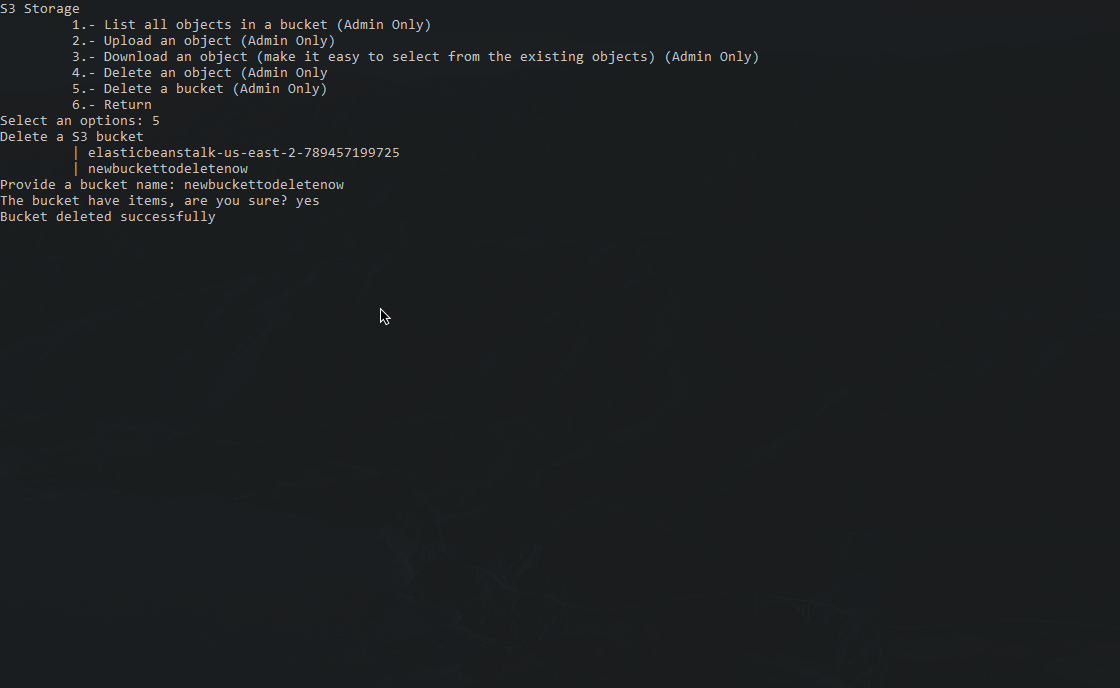 S3 Storage
1.- List all objects in a bucket (Admin Only)
2.- Upload an object (Admin Only)
3.- Download an object (make it easy to select from the existing objects) (Admin Only)
4.- Delete an object (Admin Only
5.- Delete a bucket (Admin Only)
6.- Return
Select an options: 5
Delete a S3 bucket
| elasticbeanstalk-us-east-2-789457199725
| newbuckettodeletenow
Provide a bucket name: newbuckettodeletenow
The bucket have items, are you sure? yes
Bucket deleted successfully